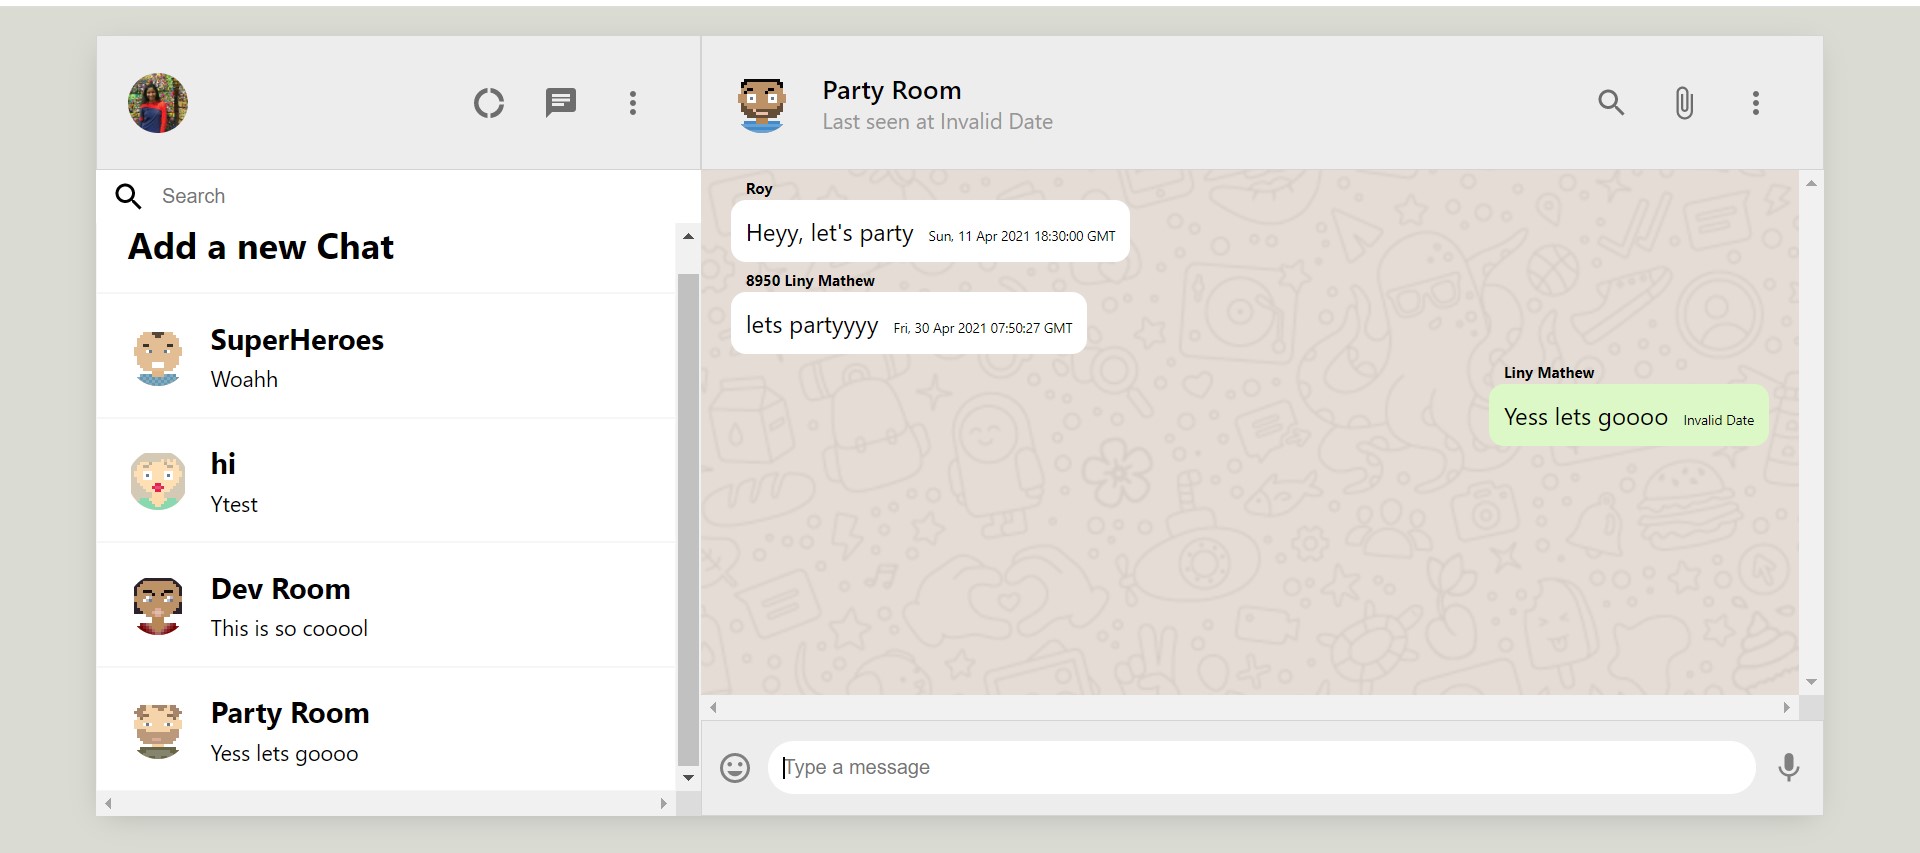 Search
Add a new Chat
SuperHeroes
Woahh
hi
Ytest
Dev Room
This is so cooool
Party Room
Yess lets goooo
Party Room
Last seen at Invalid Date
Roy
Heyy, let's party Sun, 11 Apr 2021 18:30:00 GMT
8950 Liny Mathew
lets partyyyy Fri, 30 Apr 2021 07:50:27 GMT
Liny Mathew
Yess lets goooo Invalid Date
Type a message